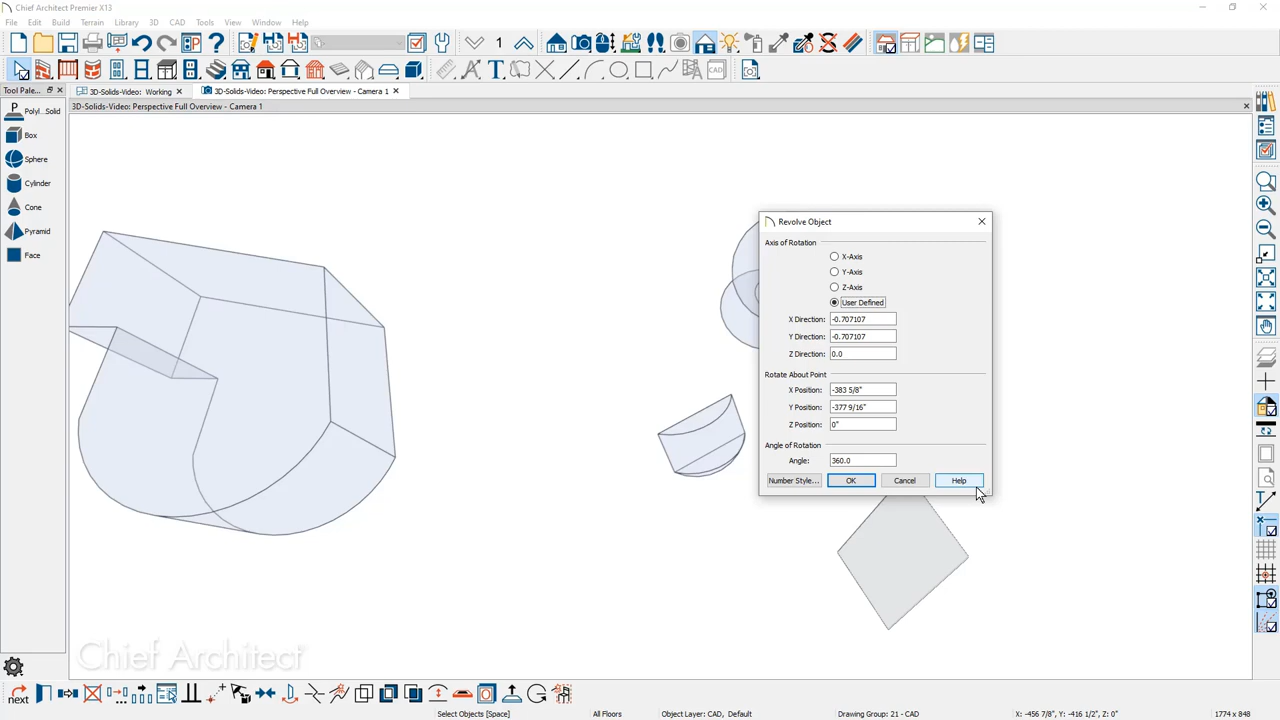 Chief Architect Premier X13
File Edit Build Terrain Library 3D CAD Tools View Window Help
1
Tool Pale...
3D-Solids-Video: Working
3D-Solids-Video: Perspective Full Overview - Camera 1
3D-Solids-Video: Perspective Full Overview - Camera 1
Polyl...Solid
Box
Sphere
Cylinder
Cone
Pyramid
Face
CAD
Revolve Object
Axis of Rotation
X-Axis
Y-Axis
Z-Axis
User Defined
X Direction: -0.707107
Y Direction: -0.707107
Z Direction: 0.0
Rotate About Point
X Position: -383 5/8"
Y Position: -377 9/16"
Z Position: 0"
Angle of Rotation
Angle: 360.0
Number Style... OK Cancel Help
Chief Architect
next
Select Objects [Space] All Floors Object Layer: CAD, Default Drawing Group: 21 - CAD X: -456 7/8", Y: -416 1/2", Z: 0" 1774 x 848